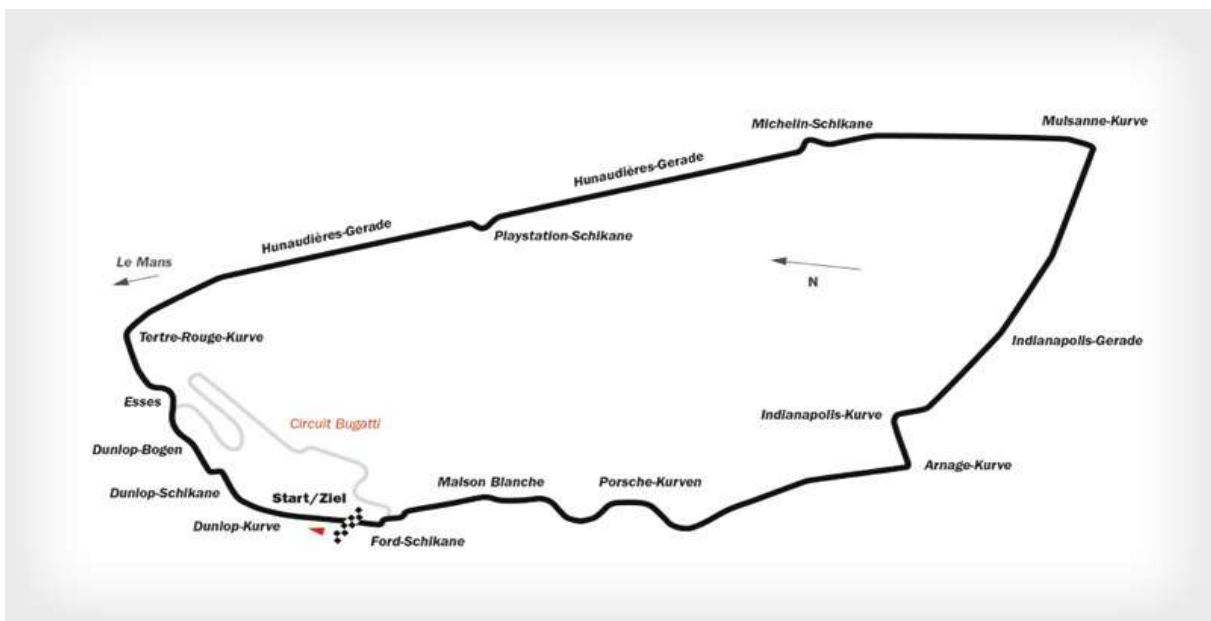 Michelin-Schikane
Mulsanne-Kurve
Hunaudières-Gerade
Hunaudières-Gerade
Playstation-Schikane
Le Mans
N
Tertre-Rouge-Kurve
Indianapolis-Gerade
Esses
Circuit Bugatti
Indianapolis-Kurve
Dunlop-Bogen
Arnage-Kurve
Dunlop-Schikane
Start/Ziel
Maison Blanche
Porsche-Kurven
Dunlop-Kurve
Ford-Schikane